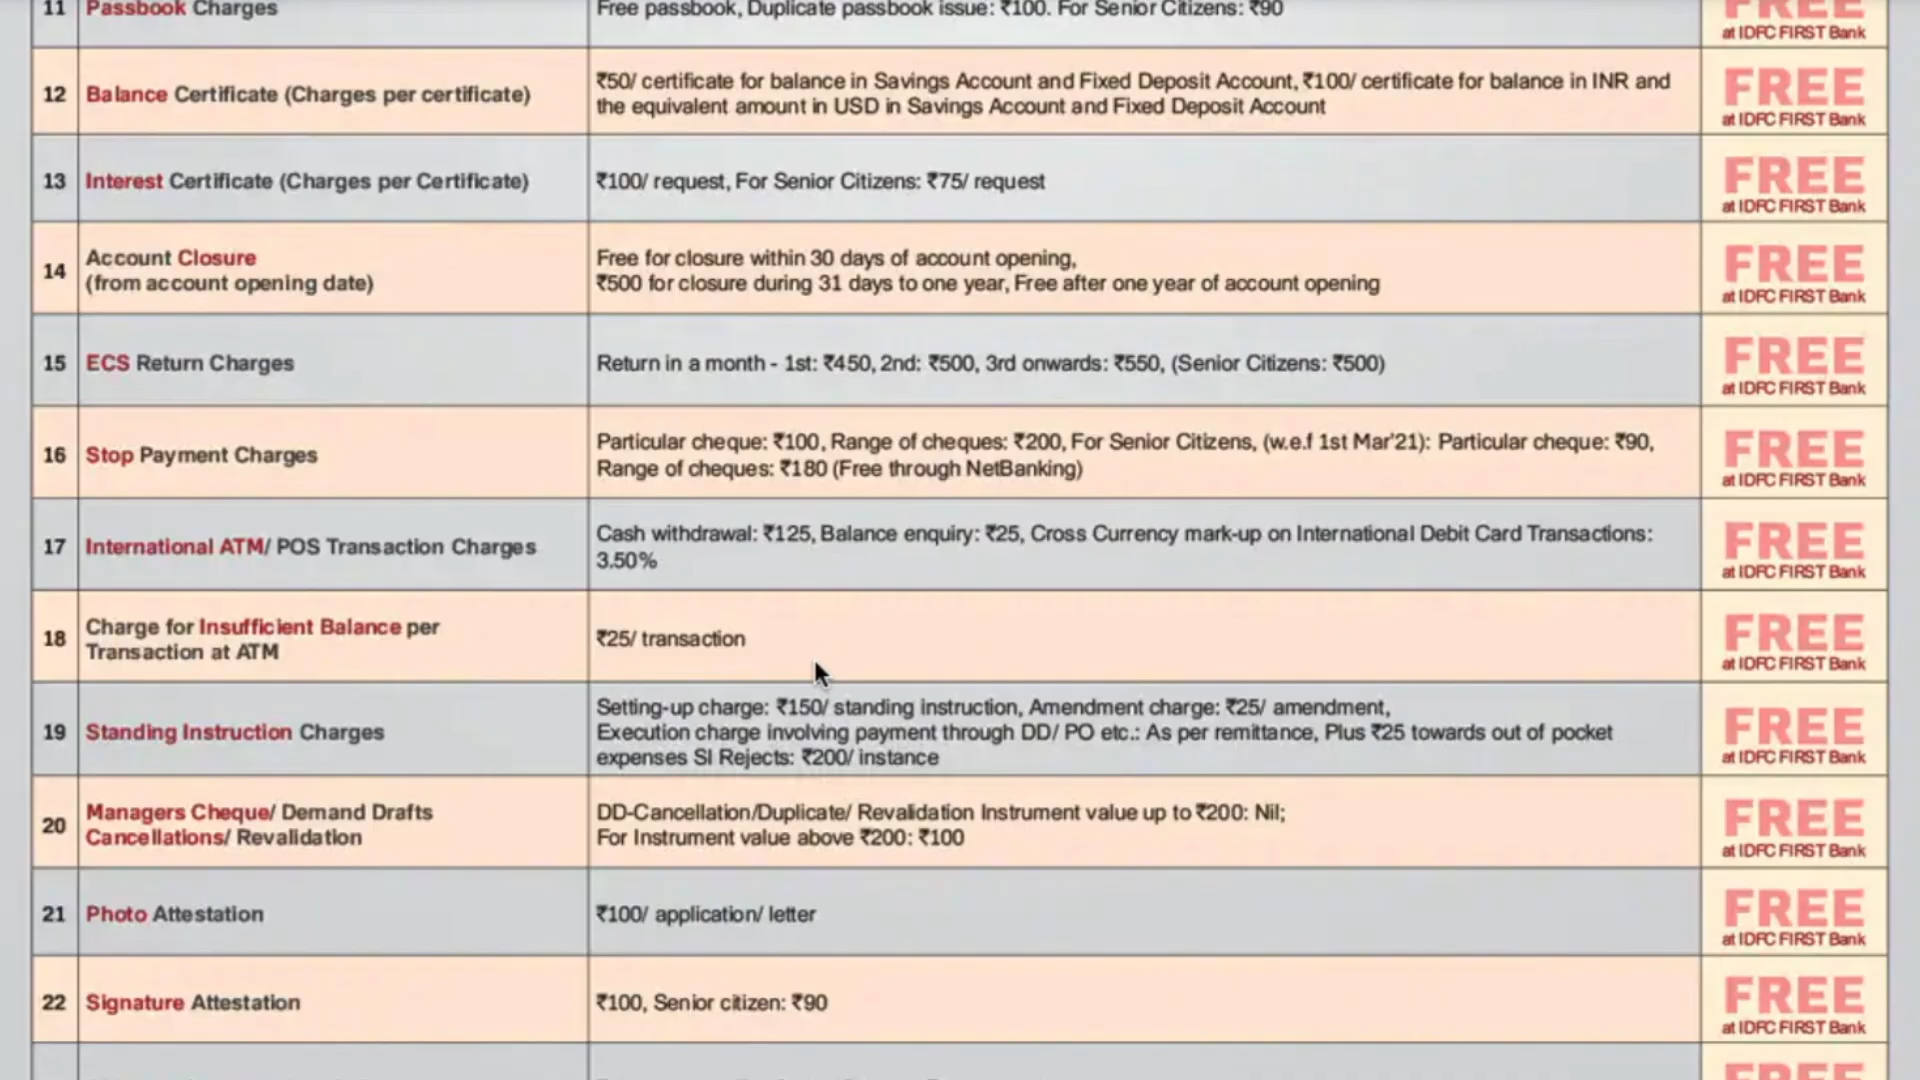 11 Passbook Charges Free passbook, Duplicate passbook issue: ₹100. For Senior Citizens: ₹90 FREE
at IDFC FIRST Bank
12 Balance Certificate (Charges per certificate) ₹50/ certificate for balance in Savings Account and Fixed Deposit Account, ₹100/ certificate for balance in INR and
the equivalent amount in USD in Savings Account and Fixed Deposit Account
FREE
at IDFC FIRST Bank
13 Interest Certificate (Charges per Certificate) ₹100/ request, For Senior Citizens: ₹75/ request FREE
at IDFC FIRST Bank
14 Account Closure
(from account opening date)
Free for closure within 30 days of account opening,
₹500 for closure during 31 days to one year, Free after one year of account opening
FREE
at IDFC FIRST Bank
15 ECS Return Charges Return in a month - 1st: ₹450, 2nd: ₹500, 3rd onwards: ₹550, (Senior Citizens: ₹500) FREE
at IDFC FIRST Bank
16 Stop Payment Charges Particular cheque: ₹100, Range of cheques: ₹200, For Senior Citizens, (w.e.f 1st Mar'21): Particular cheque: ₹90,
Range of cheques: ₹180 (Free through NetBanking)
FREE
at IDFC FIRST Bank
17 International ATM/ POS Transaction Charges Cash withdrawal: ₹125, Balance enquiry: ₹25, Cross Currency mark-up on International Debit Card Transactions:
3.50%
FREE
at IDFC FIRST Bank
18 Charge for Insufficient Balance per
Transaction at ATM
₹25/ transaction
FREE
at IDFC FIRST Bank
19 Standing Instruction Charges Setting-up charge: ₹150/ standing instruction, Amendment charge: ₹25/ amendment,
Execution charge involving payment through DD/ PO etc.: As per remittance, Plus ₹25 towards out of pocket
expenses SI Rejects: ₹200/ instance
FREE
at IDFC FIRST Bank
20 Managers Cheque/ Demand Drafts
Cancellations/ Revalidation
DD-Cancellation/Duplicate/ Revalidation Instrument value up to ₹200: Nil;
For Instrument value above ₹200: ₹100
FREE
at IDFC FIRST Bank
21 Photo Attestation ₹100/ application/ letter FREE
at IDFC FIRST Bank
22 Signature Attestation ₹100, Senior citizen: ₹90 FREE
at IDFC FIRST Bank
FREE